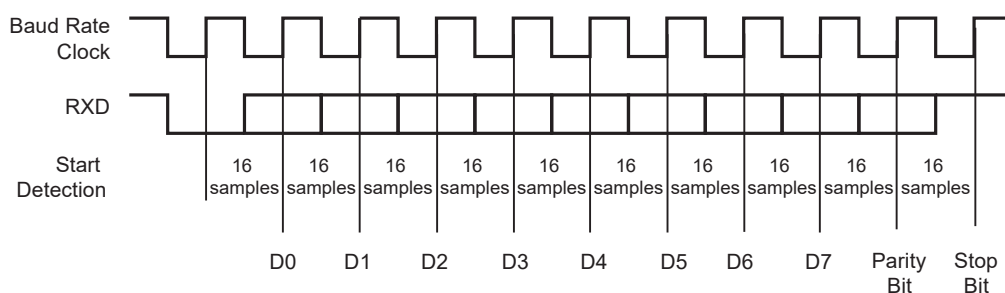 Baud Rate
Clock
RXD
Start
Detection
16 16 16 16 16 16 16 16 16 16
samples samples samples samples samples samples samples samples samples samples
D0 D1 D2 D3 D4 D5 D6 D7 Parity Stop
Bit Bit